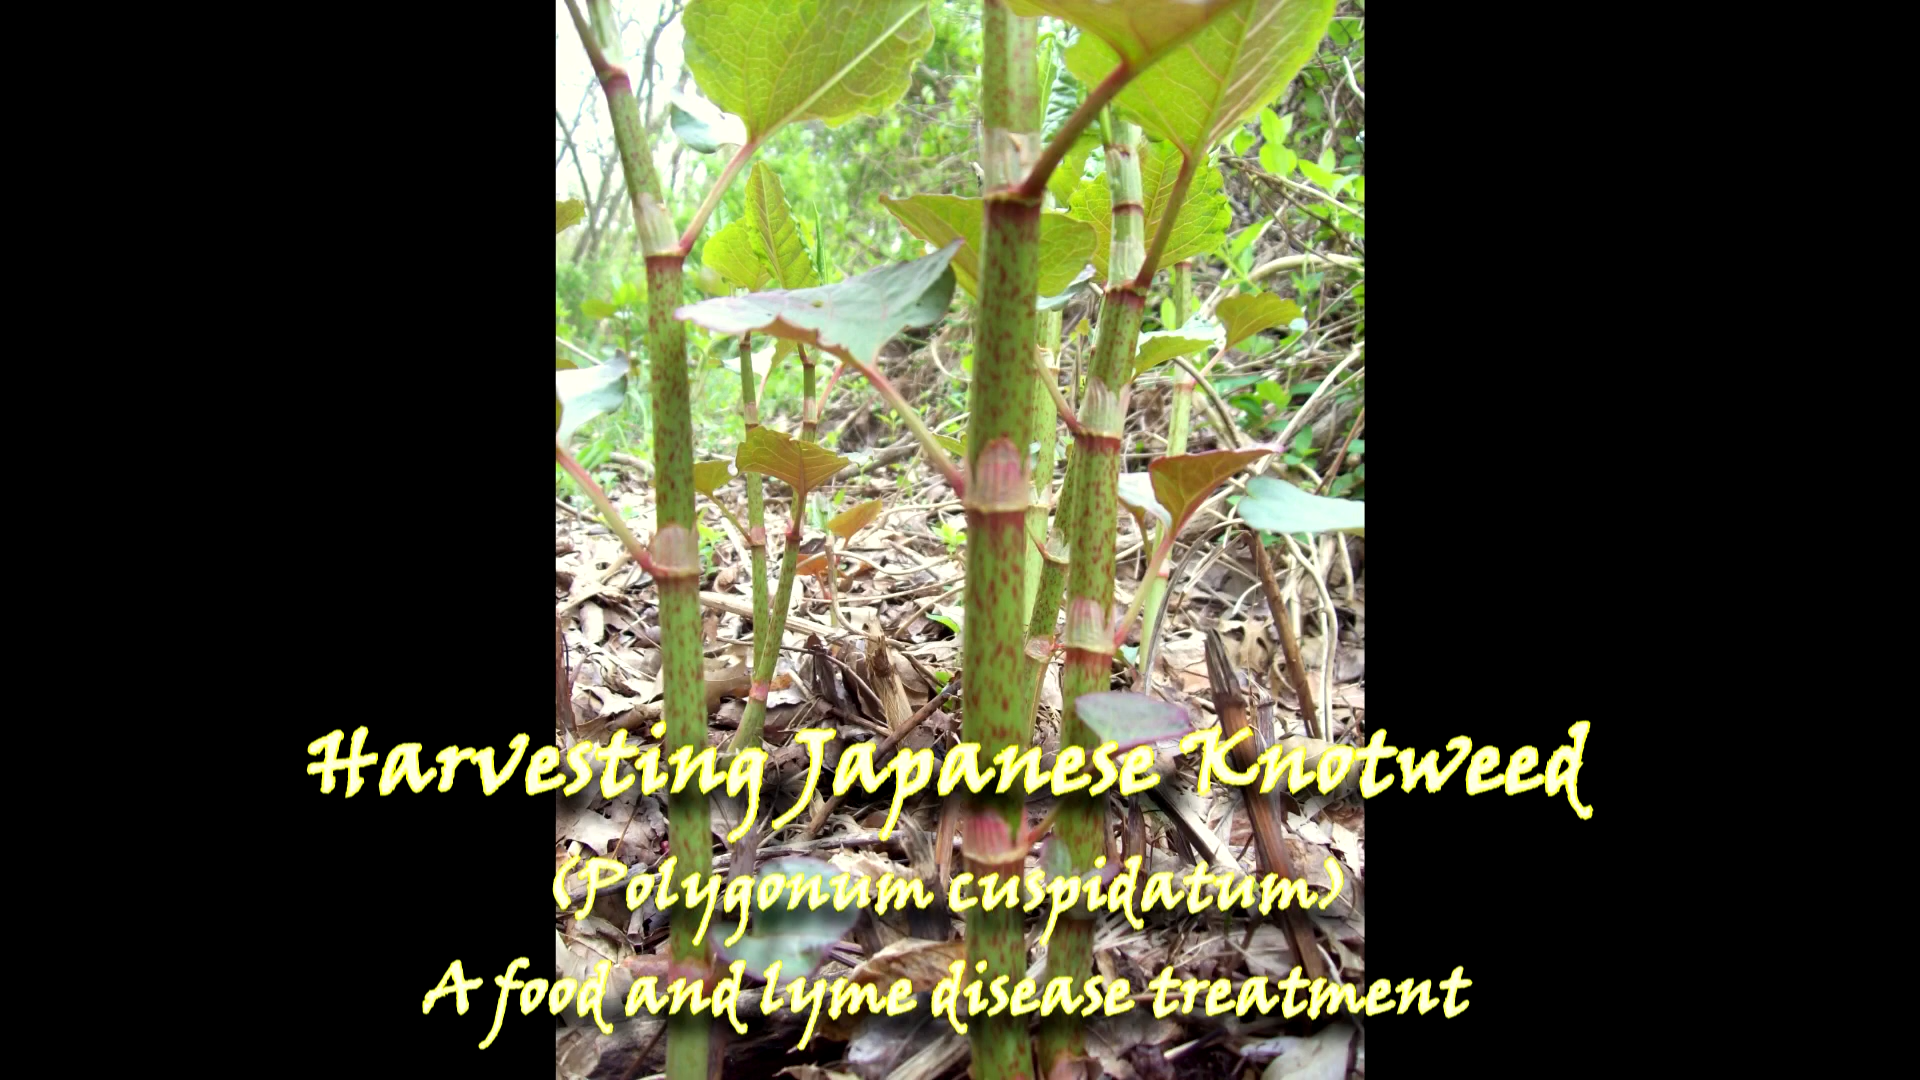 Harvesting Japanese Knotweed
(Polygonum cuspidatum)
A food and lyme disease treatment